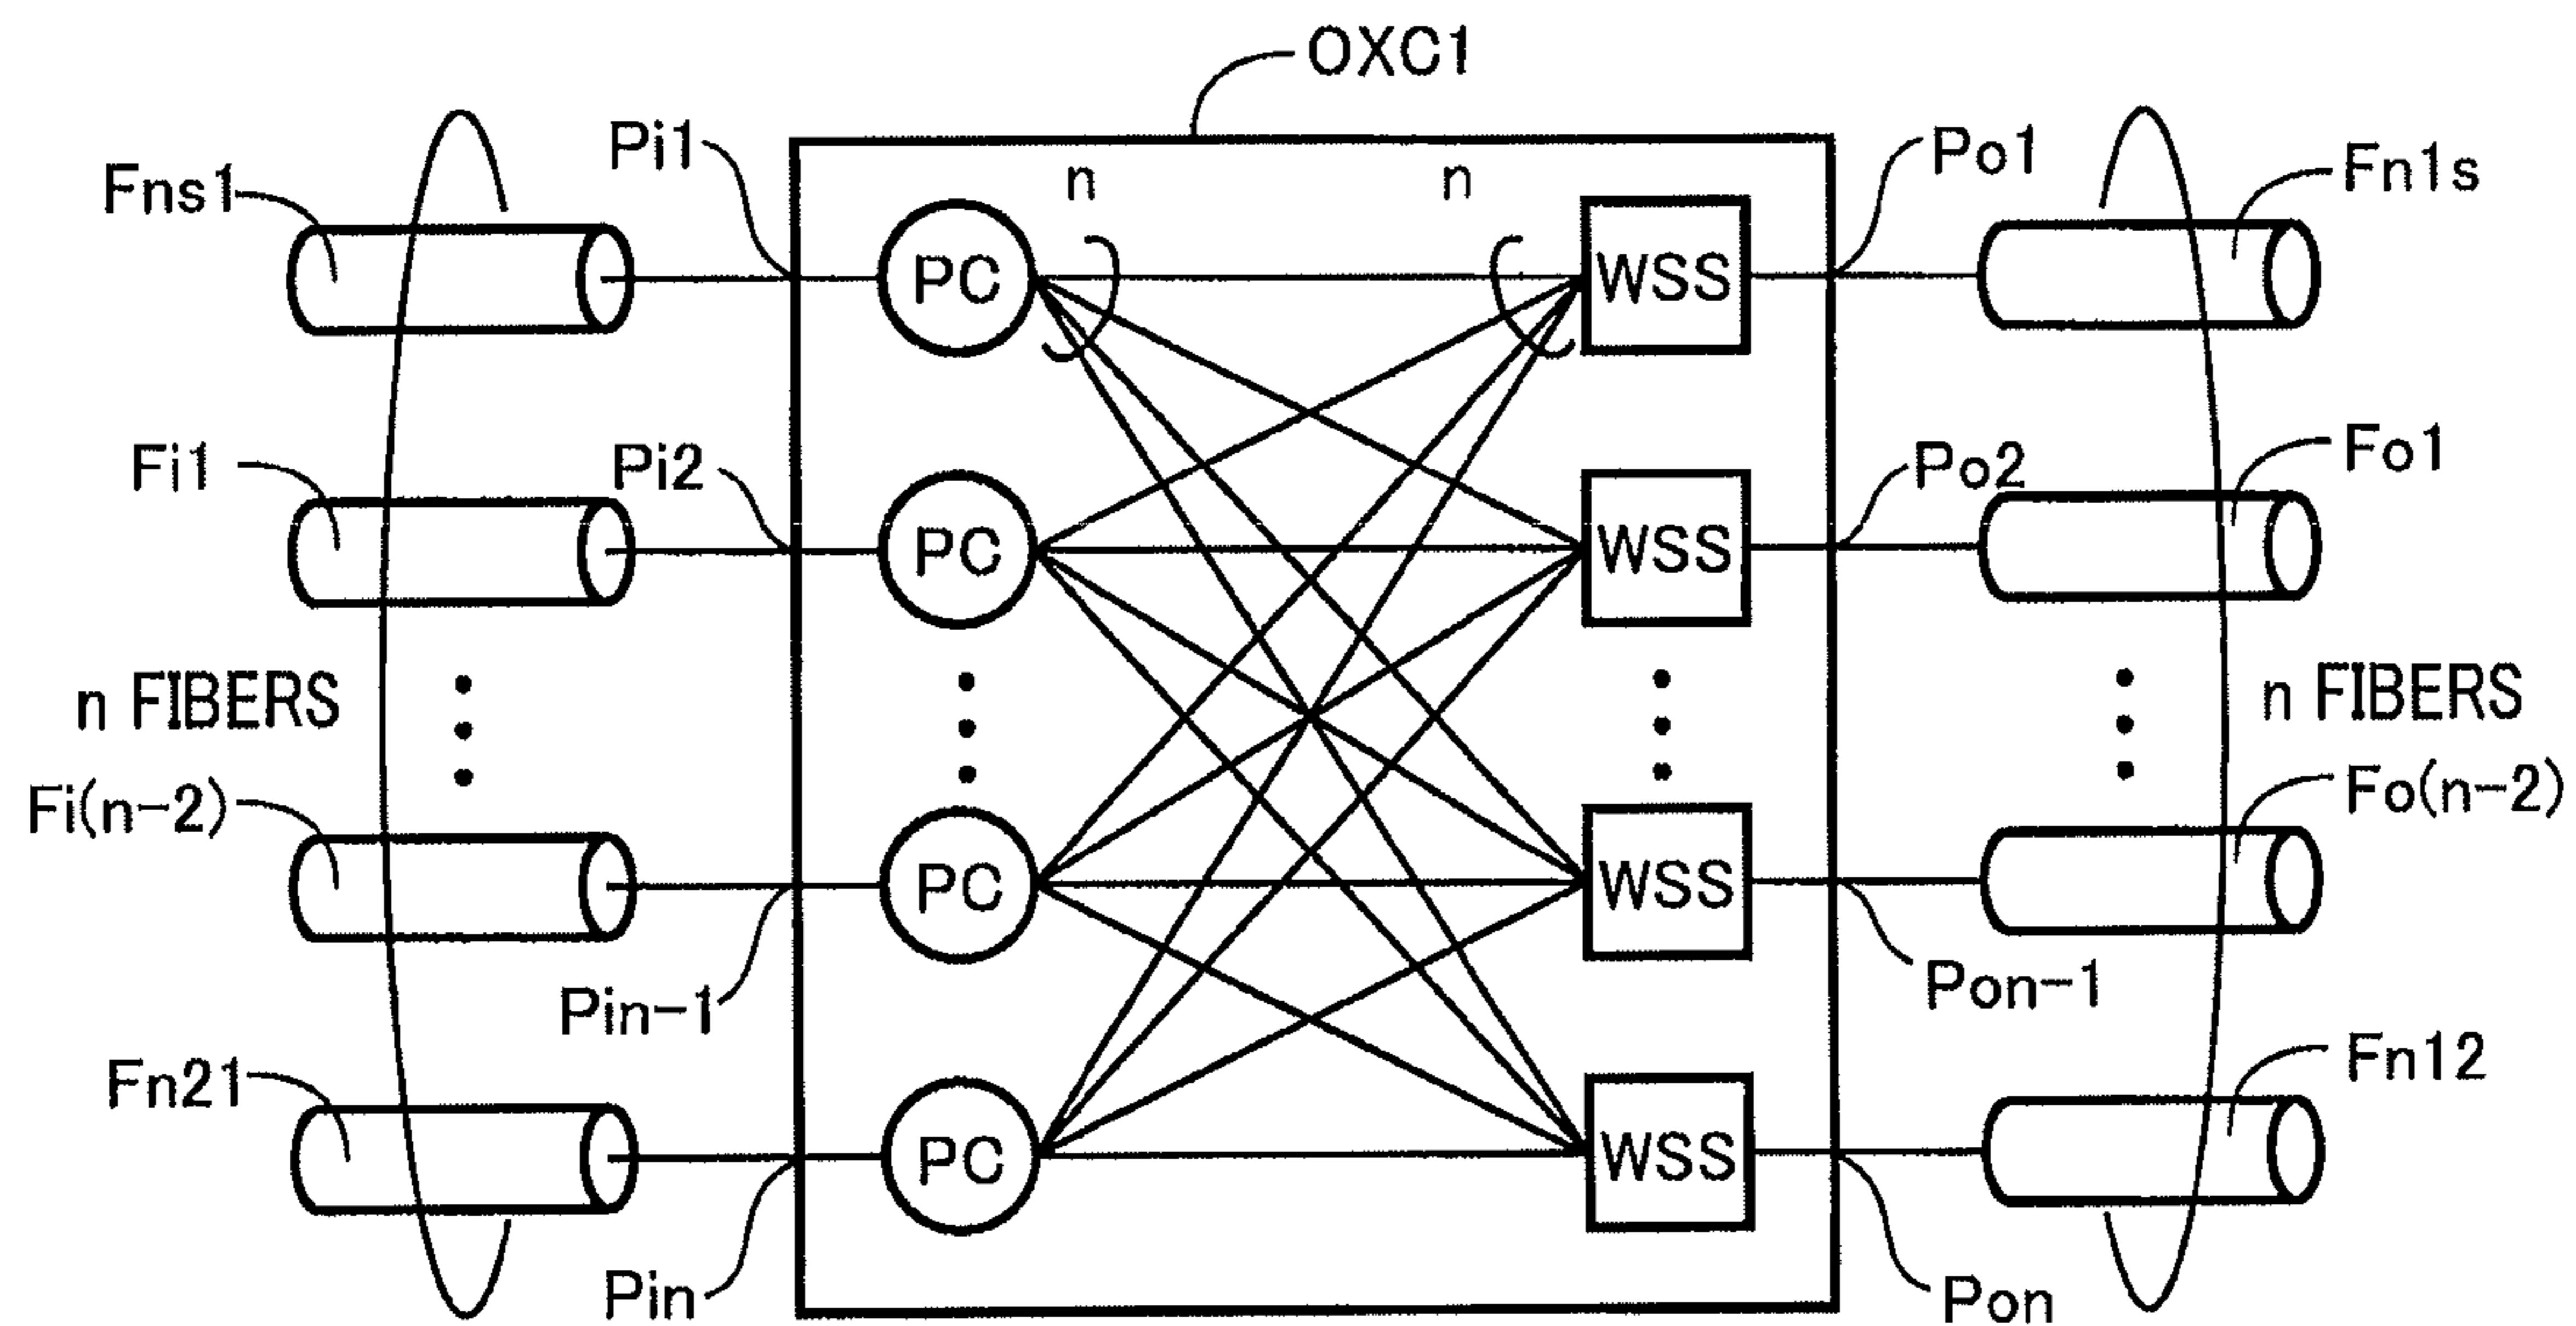 OXC1
Pi1
n
n
Po1
Fns1
Fn1s
PC
WSS
Fi1
Pi2
Po2
Fo1
PC
WSS
n FIBERS
n FIBERS
Fi(n-2)
Fo(n-2)
PC
WSS
Pin-1
Pon-1
Fn21
Fn12
PC
WSS
Pin
Pon